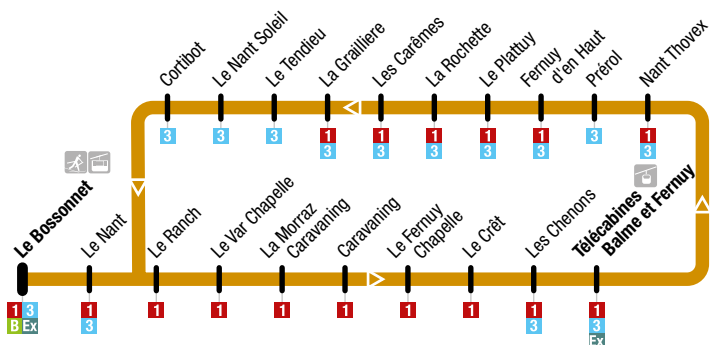 Cortibot
Le Nant Soleil
Le Tendieu
La Grailliere
Les Carêmes
La Rochette
Le Plattuy
Fernuy
d'en Haut
Prérol
Nant Thovex
3
3
3
1
3
1
3
1
3
1
3
1
3
3
1
3
Le Bossonnet
Le Nant
Le Ranch
Le Var Chapelle
La Morraz
Caravaning
Caravaning
Le Fernuy
Chapelle
Le Crêt
Les Chenons
Télécabines
Balme et Fernuy
1 3
B Ex
1
3
1
1
1
1
1
1
1
3
1
3
Ex